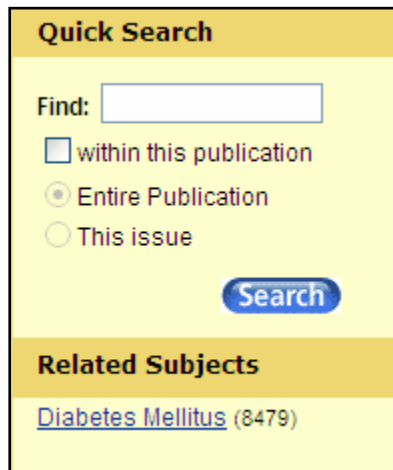 Quick Search
Find:
within this publication
Entire Publication
This issue
Search
Related Subjects
Diabetes Mellitus (8479)